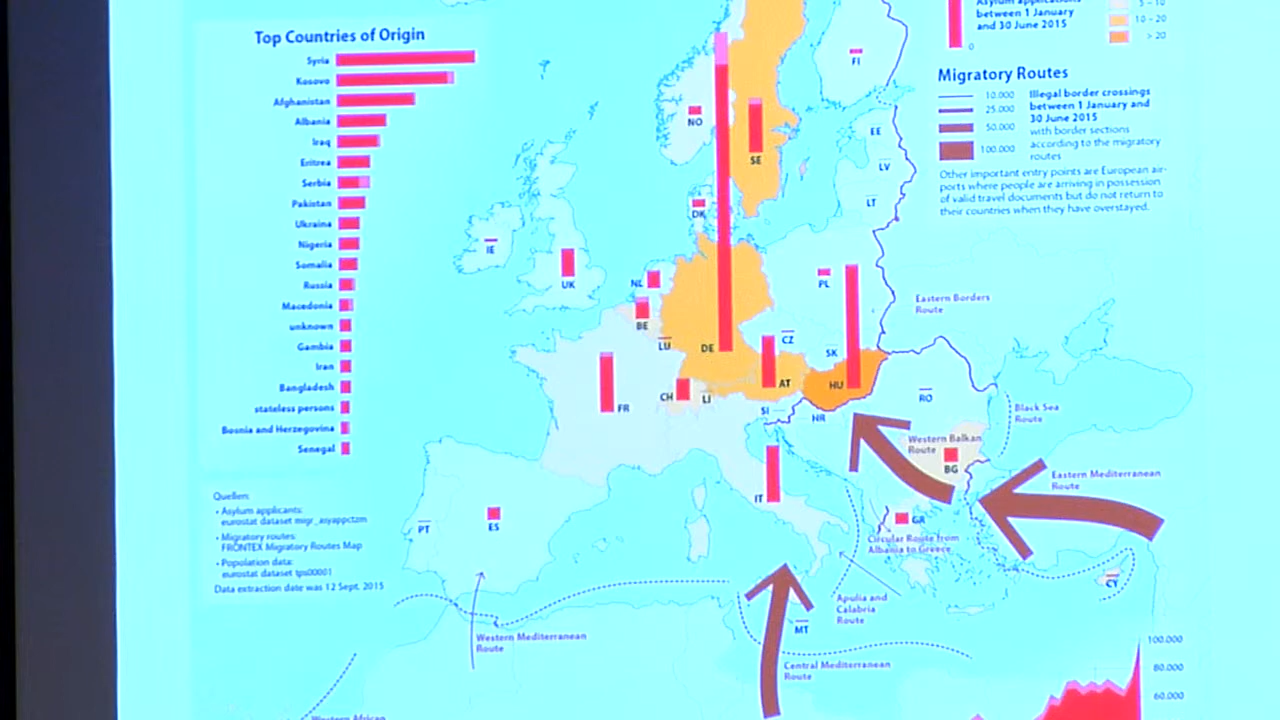 Top Countries of Origin
Syria
Kosovo
Afghanistan
Albania
Iraq
Eritrea
Serbia
Pakistan
Ukraina
Nigeria
Somalia
Russia
Macedonia
unknown
Gambia
Iran
Bangladesh
stateless persons
Bosnia and Herzegovina
Senegal
Quellen:
• Asylum applicants:
eurostat dataset migr_asyappctzm
• Migratory routes:
FRONTEX Migratory Routes Map
• Population data:
eurostat dataset tps00001
Data extraction date was 12 Sept. 2015
Asylum applications
between 1 January
and 30 June 2015
0
5 - 10
10 - 20
> 20
Migratory Routes
10.000
25.000
50.000
100.000
Illegal border crossings
between 1 January and
30 June 2015
with border sections
according to the migratory
routes
Other important entry points are European air-
ports where people are arriving in possession
of valid travel documents but do not return to
their countries when they have overstayed.
FI
NO
SE
EE
LV
LT
DK
IE
UK
NL
BE
LU
DE
PL
CZ
SK
AT
HU
CH
LI
FR
SI
HR
RO
BG
IT
ES
PT
GR
MT
CY
Eastern Borders
Route
Black Sea
Route
Western Balkan
Route
Eastern Mediterranean
Route
Circular Route from
Albania to Greece
Apulia and
Calabria
Route
Central Mediterranean
Route
Western Mediterranean
Route
Western African
100.000
80.000
60.000